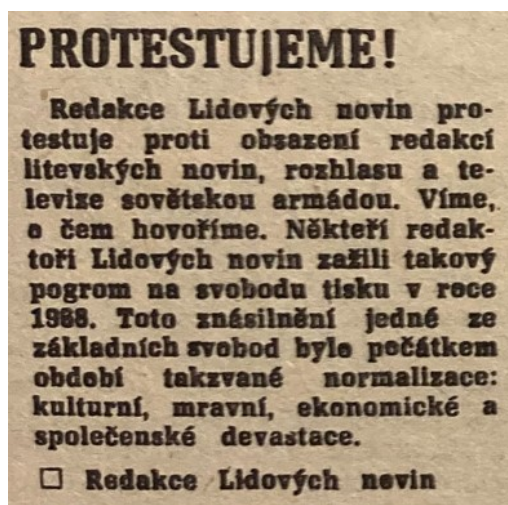 PROTESTUJEME!
Redakce Lidových novin pro-
testuje proti obsazení redakcí
litevských novin, rozhlasu a te-
levize sovětskou armádou. Víme,
o čem hovoříme. Někteří redak-
toři Lidových novin zažili takový
pogrom na svobodu tisku v roce
1968. Toto znásilnění jedné ze
základních svobod bylo počátkem
období takzvané normalizace:
kulturní, mravní, ekonomické a
společenské devastace.
□ Redakce Lidových novin